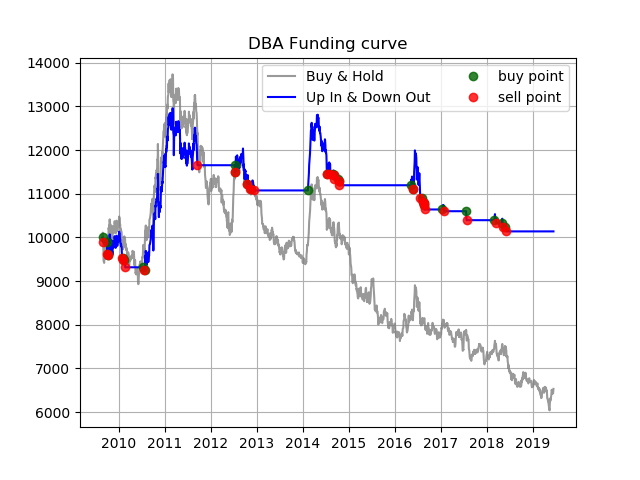 DBA Funding curve
Buy & Hold
Up In & Down Out
buy point
sell point
14000
13000
12000
11000
10000
9000
8000
7000
6000
2010 2011 2012 2013 2014 2015 2016 2017 2018 2019